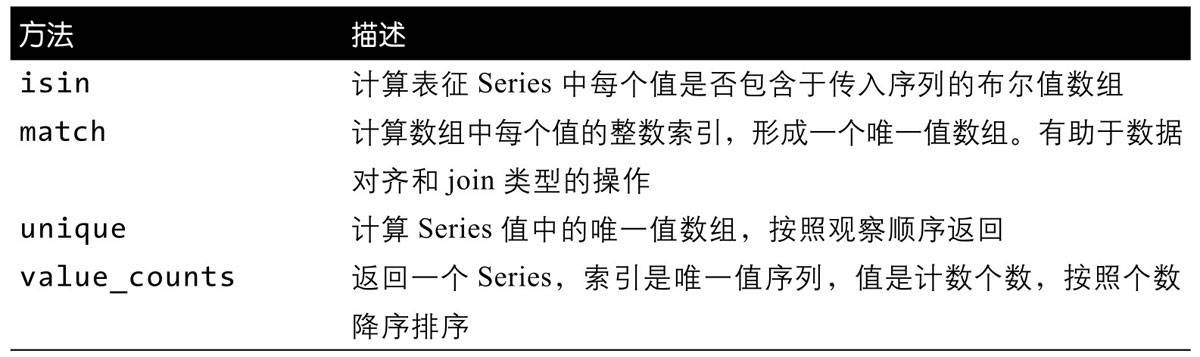 方法 描述
isin 计算表征 Series 中每个值是否包含于传入序列的布尔值数组
match 计算数组中每个值的整数索引，形成一个唯一值数组。有助于数据
对齐和 join 类型的操作
unique 计算 Series 值中的唯一值数组，按照观察顺序返回
value_counts 返回一个 Series，索引是唯一值序列，值是计数个数，按照个数
降序排序